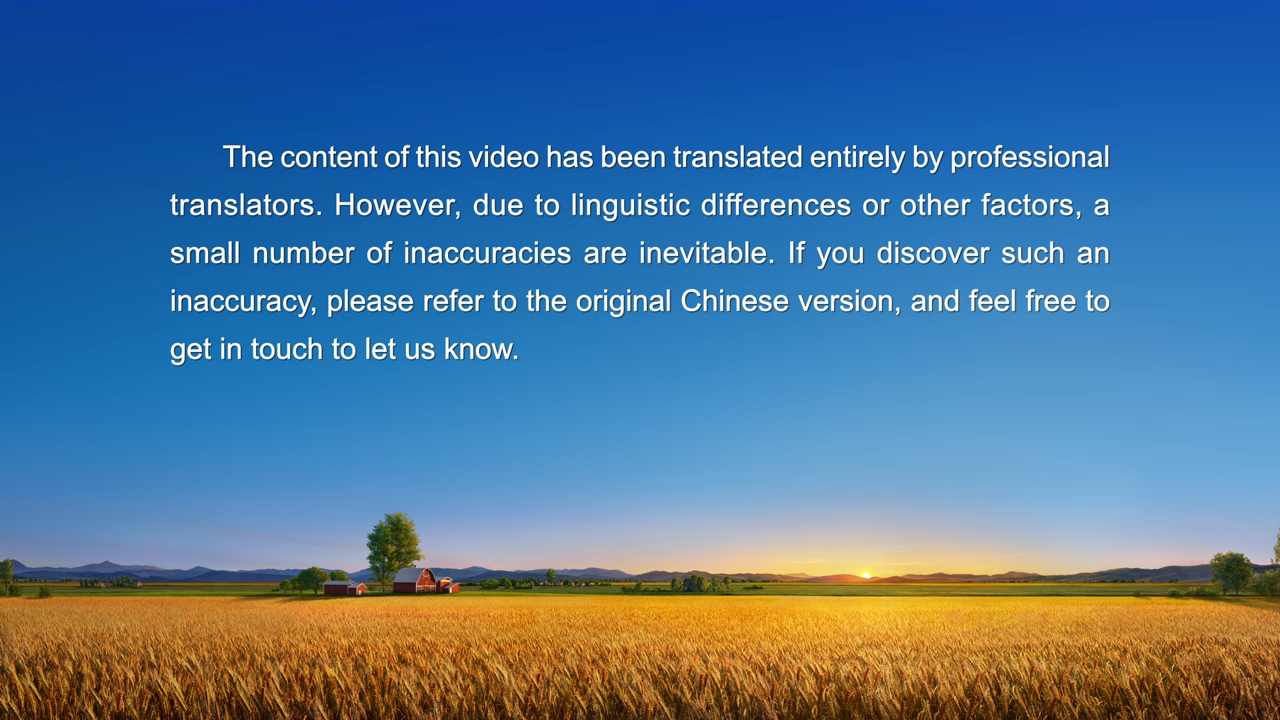 The content of this video has been translated entirely by professional
translators. However, due to linguistic differences or other factors, a
small number of inaccuracies are inevitable. If you discover such an
inaccuracy, please refer to the original Chinese version, and feel free to
get in touch to let us know.